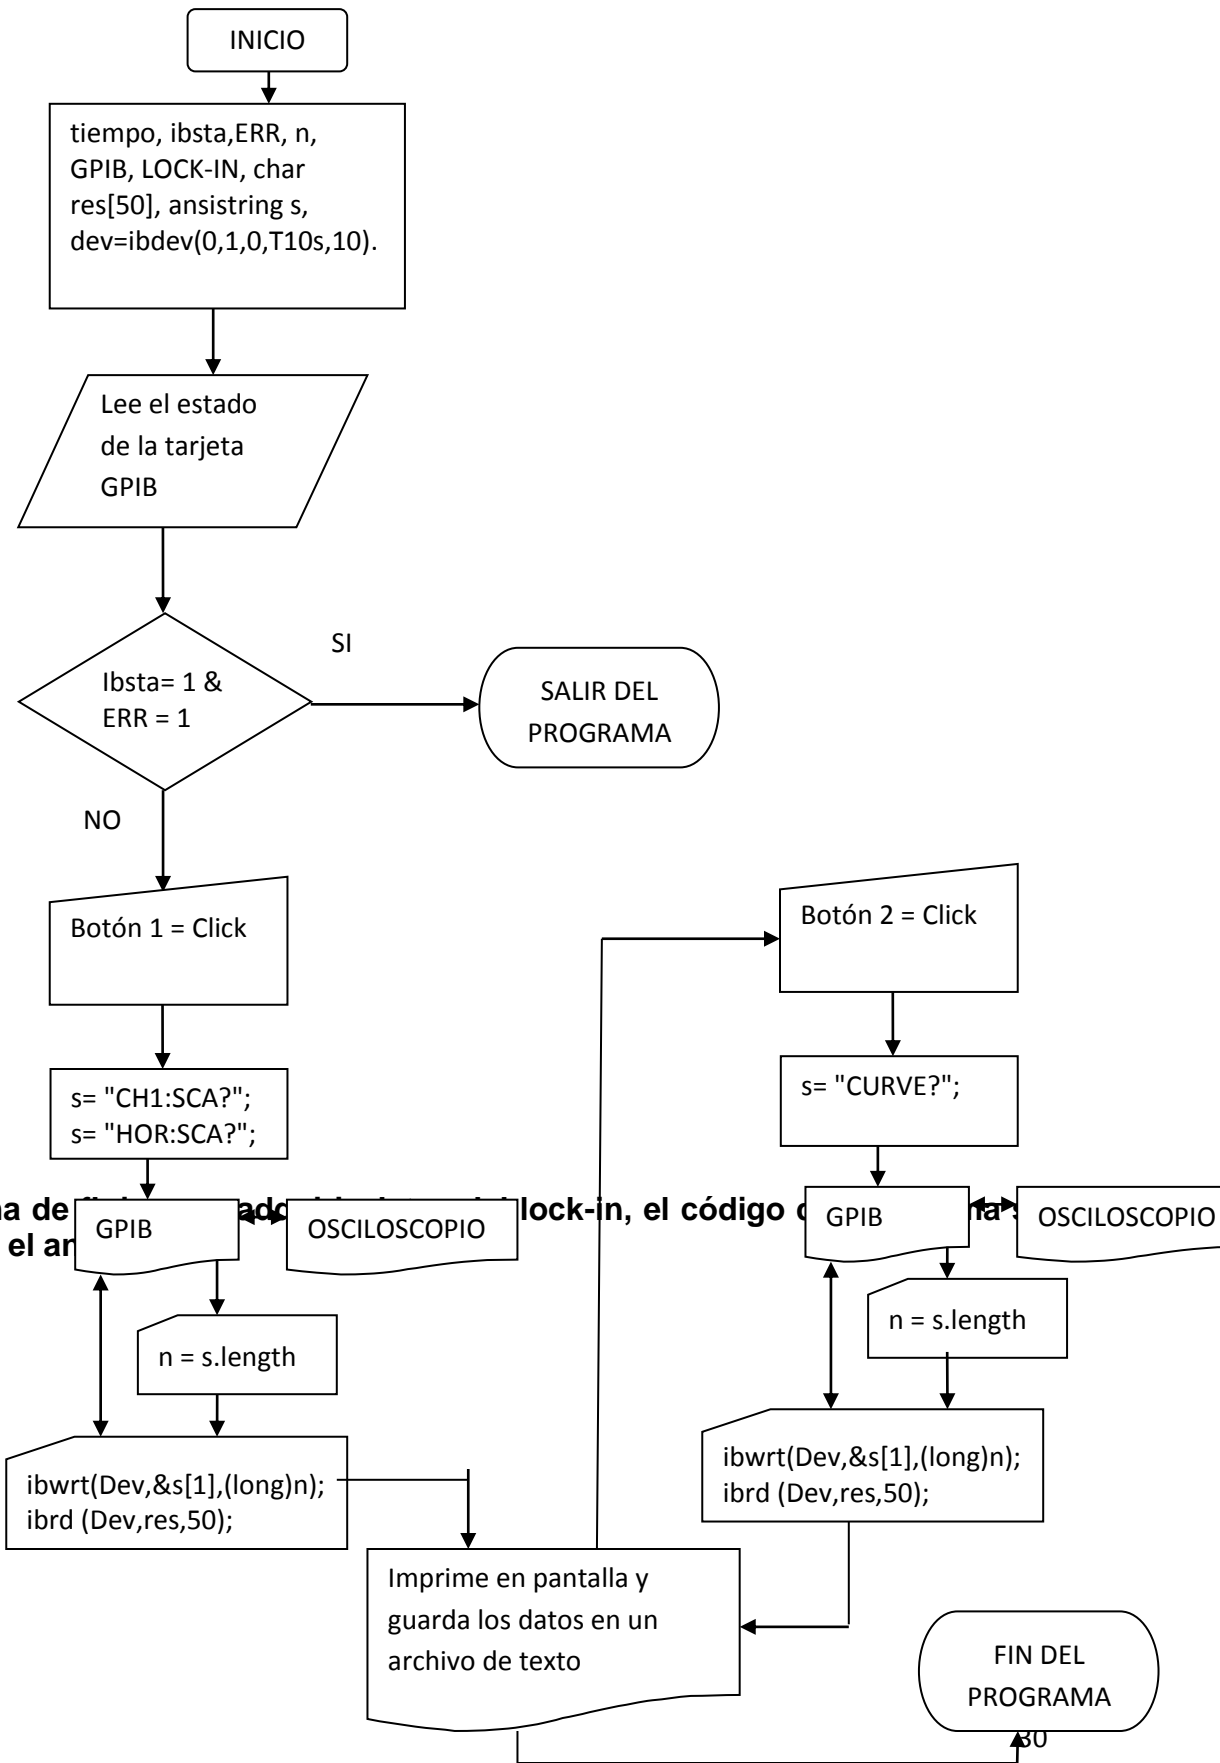 INICIO
tiempo, ibsta,ERR, n,
GPIB, LOCK-IN, char
res[50], ansistring s,
dev=ibdev(0,1,0,T10s,10).
Lee el estado
de la tarjeta
GPIB
Ibsta= 1 &
ERR = 1
SI
SALIR DEL
PROGRAMA
NO
Botón 1 = Click
s= "CH1:SCA?";
s= "HOR:SCA?";
GPIB
OSCILOSCOPIO
n = s.length
ibwrt(Dev,&s[1],(long)n);
ibrd (Dev,res,50);
Imprime en pantalla y
guarda los datos en un
archivo de texto
Botón 2 = Click
s= "CURVE?";
GPIB
OSCILOSCOPIO
n = s.length
ibwrt(Dev,&s[1],(long)n);
ibrd (Dev,res,50);
FIN DEL
PROGRAMA
de lock-in, el código
el
30